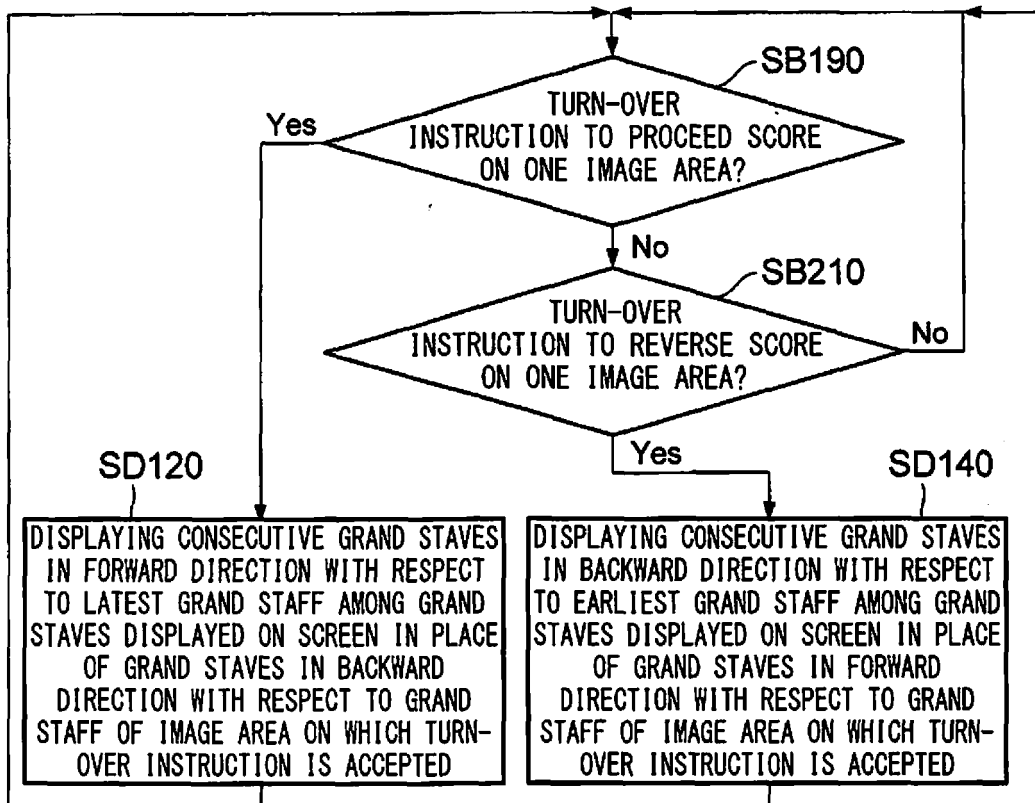 SB190
TURN-OVER
INSTRUCTION TO PROCEED SCORE
ON ONE IMAGE AREA?
Yes
No
SB210
TURN-OVER
INSTRUCTION TO REVERSE SCORE
ON ONE IMAGE AREA?
No
Yes
SD120
DISPLAYING CONSECUTIVE GRAND STAVES
IN FORWARD DIRECTION WITH RESPECT
TO LATEST GRAND STAFF AMONG GRAND
STAVES DISPLAYED ON SCREEN IN PLACE
OF GRAND STAVES IN BACKWARD
DIRECTION WITH RESPECT TO GRAND
STAFF OF IMAGE AREA ON WHICH TURN-
OVER INSTRUCTION IS ACCEPTED
SD140
DISPLAYING CONSECUTIVE GRAND STAVES
IN BACKWARD DIRECTION WITH RESPECT
TO EARLIEST GRAND STAFF AMONG GRAND
STAVES DISPLAYED ON SCREEN IN PLACE
OF GRAND STAVES IN FORWARD
DIRECTION WITH RESPECT TO GRAND
STAFF OF IMAGE AREA ON WHICH TURN-
OVER INSTRUCTION IS ACCEPTED